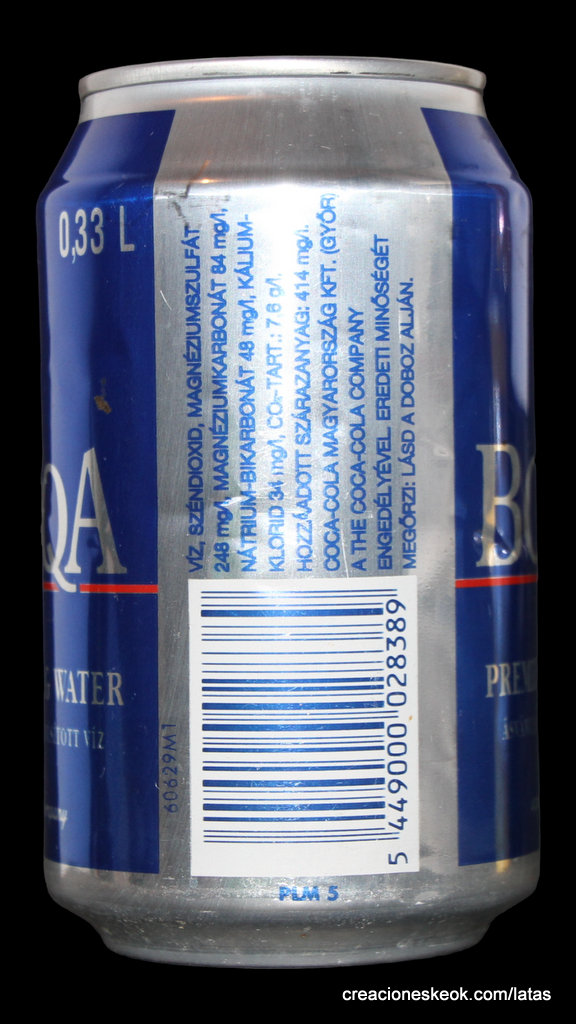 0,33 L
QA
WATER
VÍZ
VÍZ, SZÉNDIOXID, MAGNÉZIUMSZULFÁT
248 mg/l, MAGNÉZIUMKARBONÁT 84 mg/l,
NÁTRIUM-BIKARBONÁT 48 mg/l, KÁLIUM-
KLORID 34 mg/l, CO₂-TART.: 7,6 g/l.
HOZZÁADOTT SZÁRAZANYAG: 414 mg/l.
COCA-COLA MAGYARORSZÁG KFT. (GYŐR)
A THE COCA-COLA COMPANY
ENGEDÉLYÉVEL. EREDETI MINŐSÉGÉT
MEGŐRZI: LÁSD A DOBOZ ALJÁN.
60629M1
5 449000 028389
PLM 5
BO
PREM
creacioneskeok.com/latas